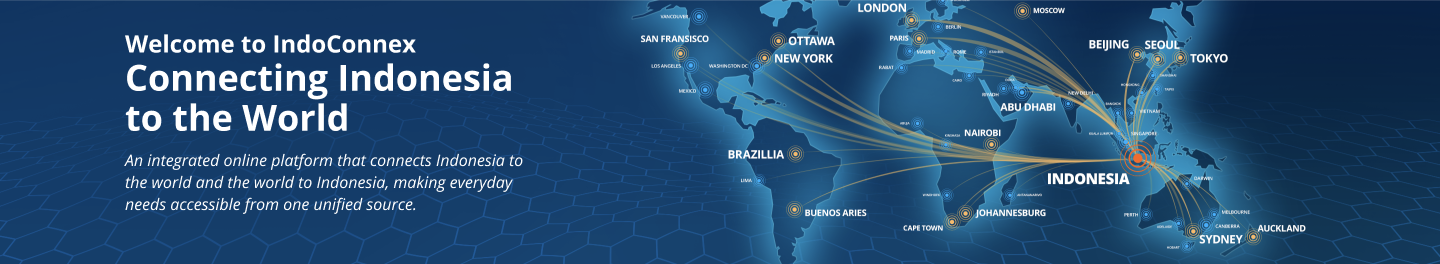 Welcome to IndoConnex
Connecting Indonesia
to the World
An integrated online platform that connects Indonesia to
the world and the world to Indonesia, making everyday
needs accessible from one unified source.
VANCOUVER
SAN FRANSISCO
OTTAWA
NEW YORK
LOS ANGELES
WASHINGTON DC
MEXICO
BRAZILLIA
LIMA
BUENOS ARIES
LONDON
MOSCOW
BERLIN
PARIS
MADRID
ROME
RABAT
CAIRO
RIYADH
ABU DHABI
NEW DELHI
NAIROBI
JOHANNESBURG
CAPE TOWN
BEIJING
SEOUL
TOKYO
VIETNAM
KUALA LUMPUR
SINGAPORE
INDONESIA
DARWIN
PERTH
MELBOURNE
CANBERRA
SYDNEY
AUCKLAND
HOBART